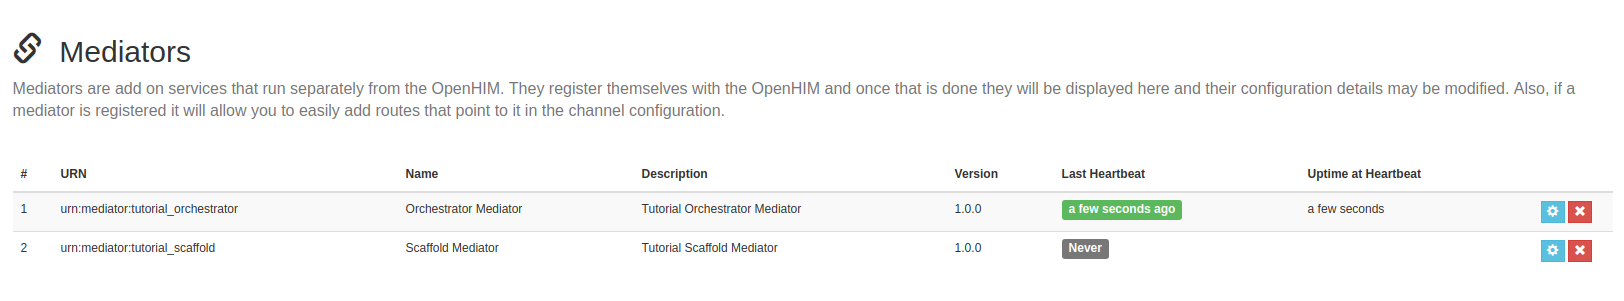 Mediators
Mediators are add on services that run separately from the OpenHIM. They register themselves with the OpenHIM and once that is done they will be displayed here and their configuration details may be modified. Also, if a
mediator is registered it will allow you to easily add routes that point to it in the channel configuration.
# URN Name Description Version Last Heartbeat Uptime at Heartbeat
1 urn:mediator:tutorial_orchestrator Orchestrator Mediator Tutorial Orchestrator Mediator 1.0.0 a few seconds ago a few seconds
2 urn:mediator:tutorial_scaffold Scaffold Mediator Tutorial Scaffold Mediator 1.0.0 Never